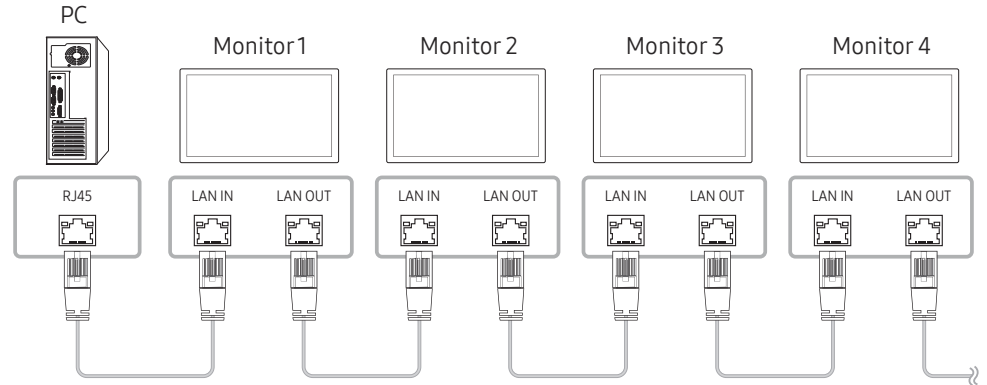 PC
Monitor 1
Monitor 2
Monitor 3
Monitor 4
RJ45
LAN IN
LAN OUT
LAN IN
LAN OUT
LAN IN
LAN OUT
LAN IN
LAN OUT